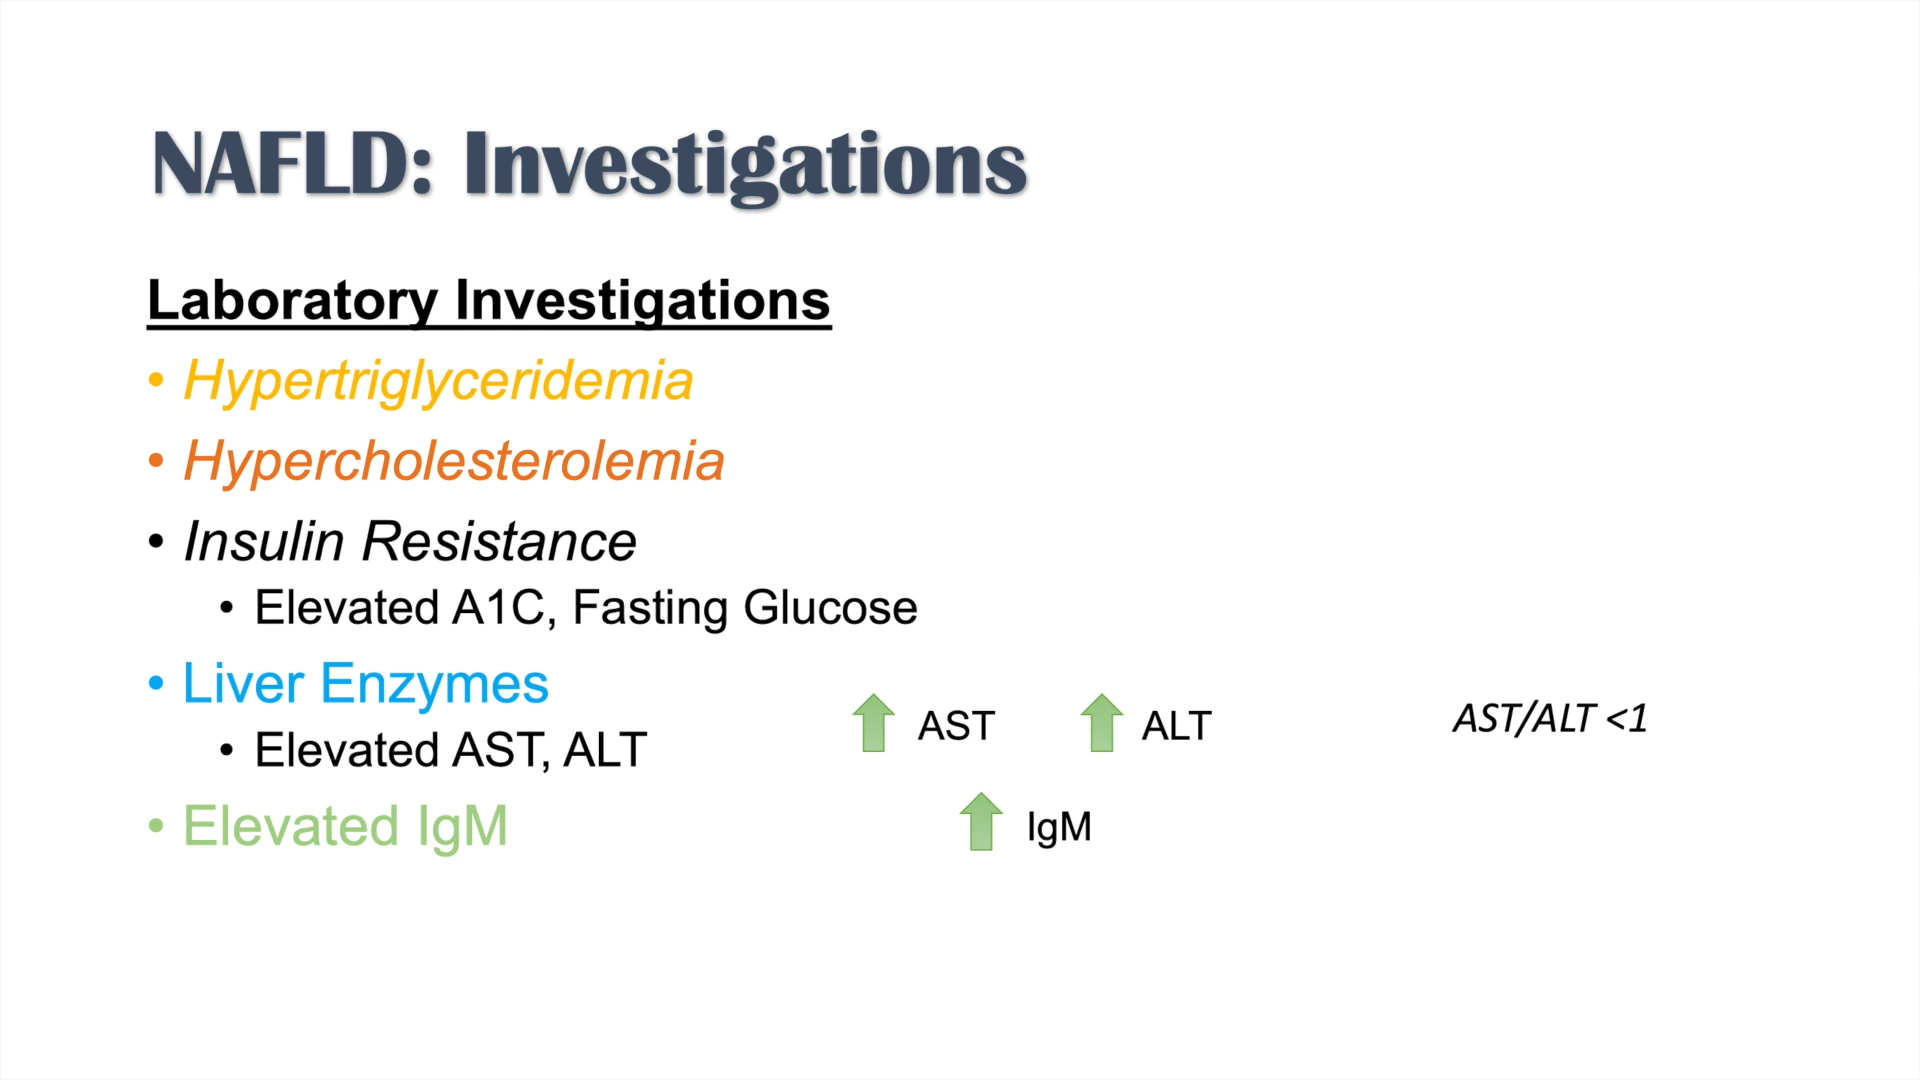 NAFLD: Investigations
Laboratory Investigations
• Hypertriglyceridemia
• Hypercholesterolemia
• Insulin Resistance
• Elevated A1C, Fasting Glucose
• Liver Enzymes
• Elevated AST, ALT
AST ALT AST/ALT <1
• Elevated IgM
IgM